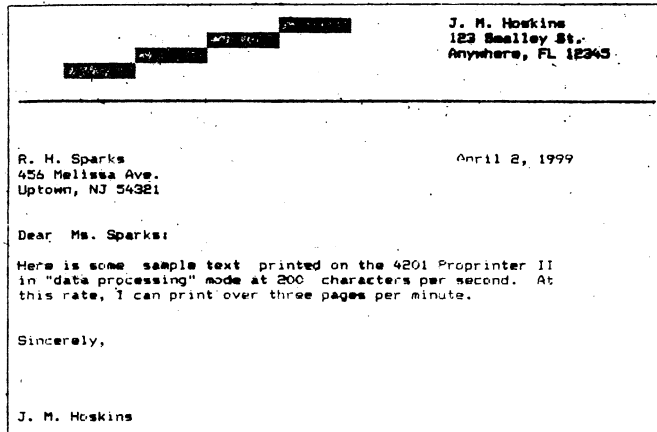 J. M. Hoskins
123 Smalley St.
Anywhere, FL 12345
R. H. Sparks
456 Melissa Ave.
Uptown, NJ 54321
April 2, 1999
Dear Ms. Sparks:
Here is some sample text printed on the 4201 Proprinter II
in "data processing" mode at 200 characters per second. At
this rate, I can print over three pages per minute.
Sincerely,
J. M. Hoskins